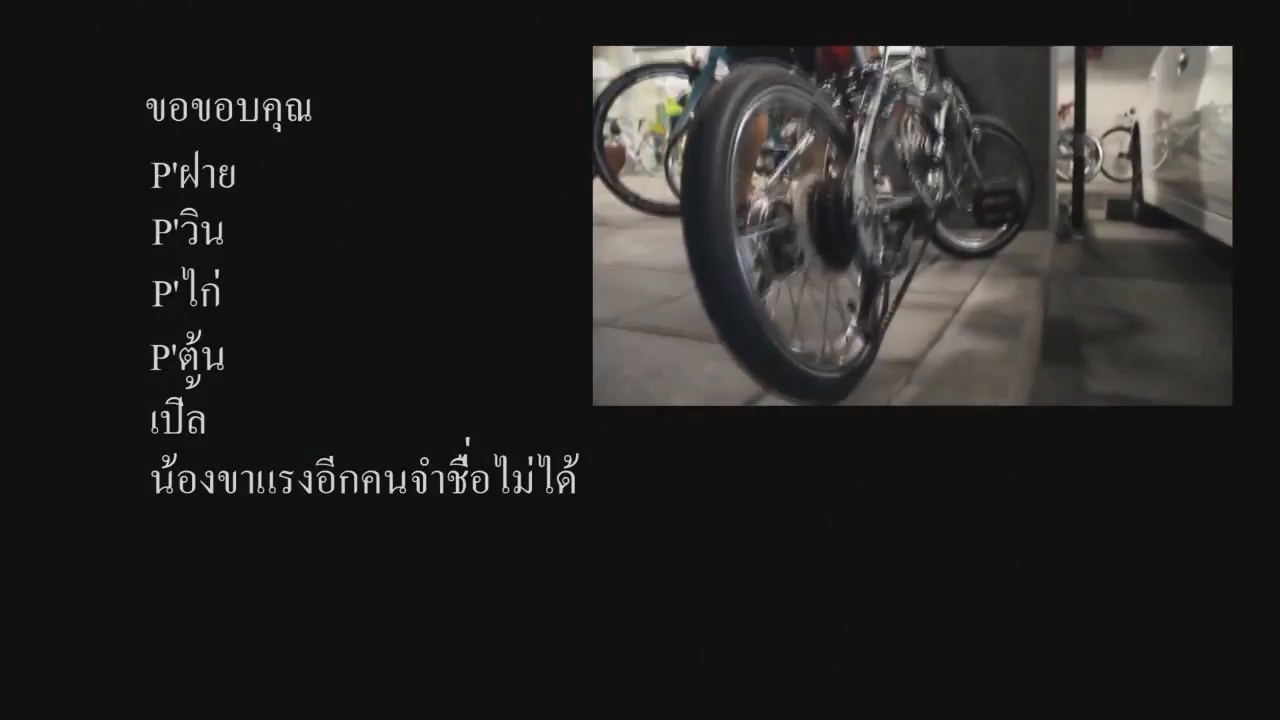 ขอขอบคุณ
P'ฝาย
P'วิน
P'ไก่
P'ตุ้น
เปี้ล
น้องขาแรงอีกคนจำชื่อไม่ได้